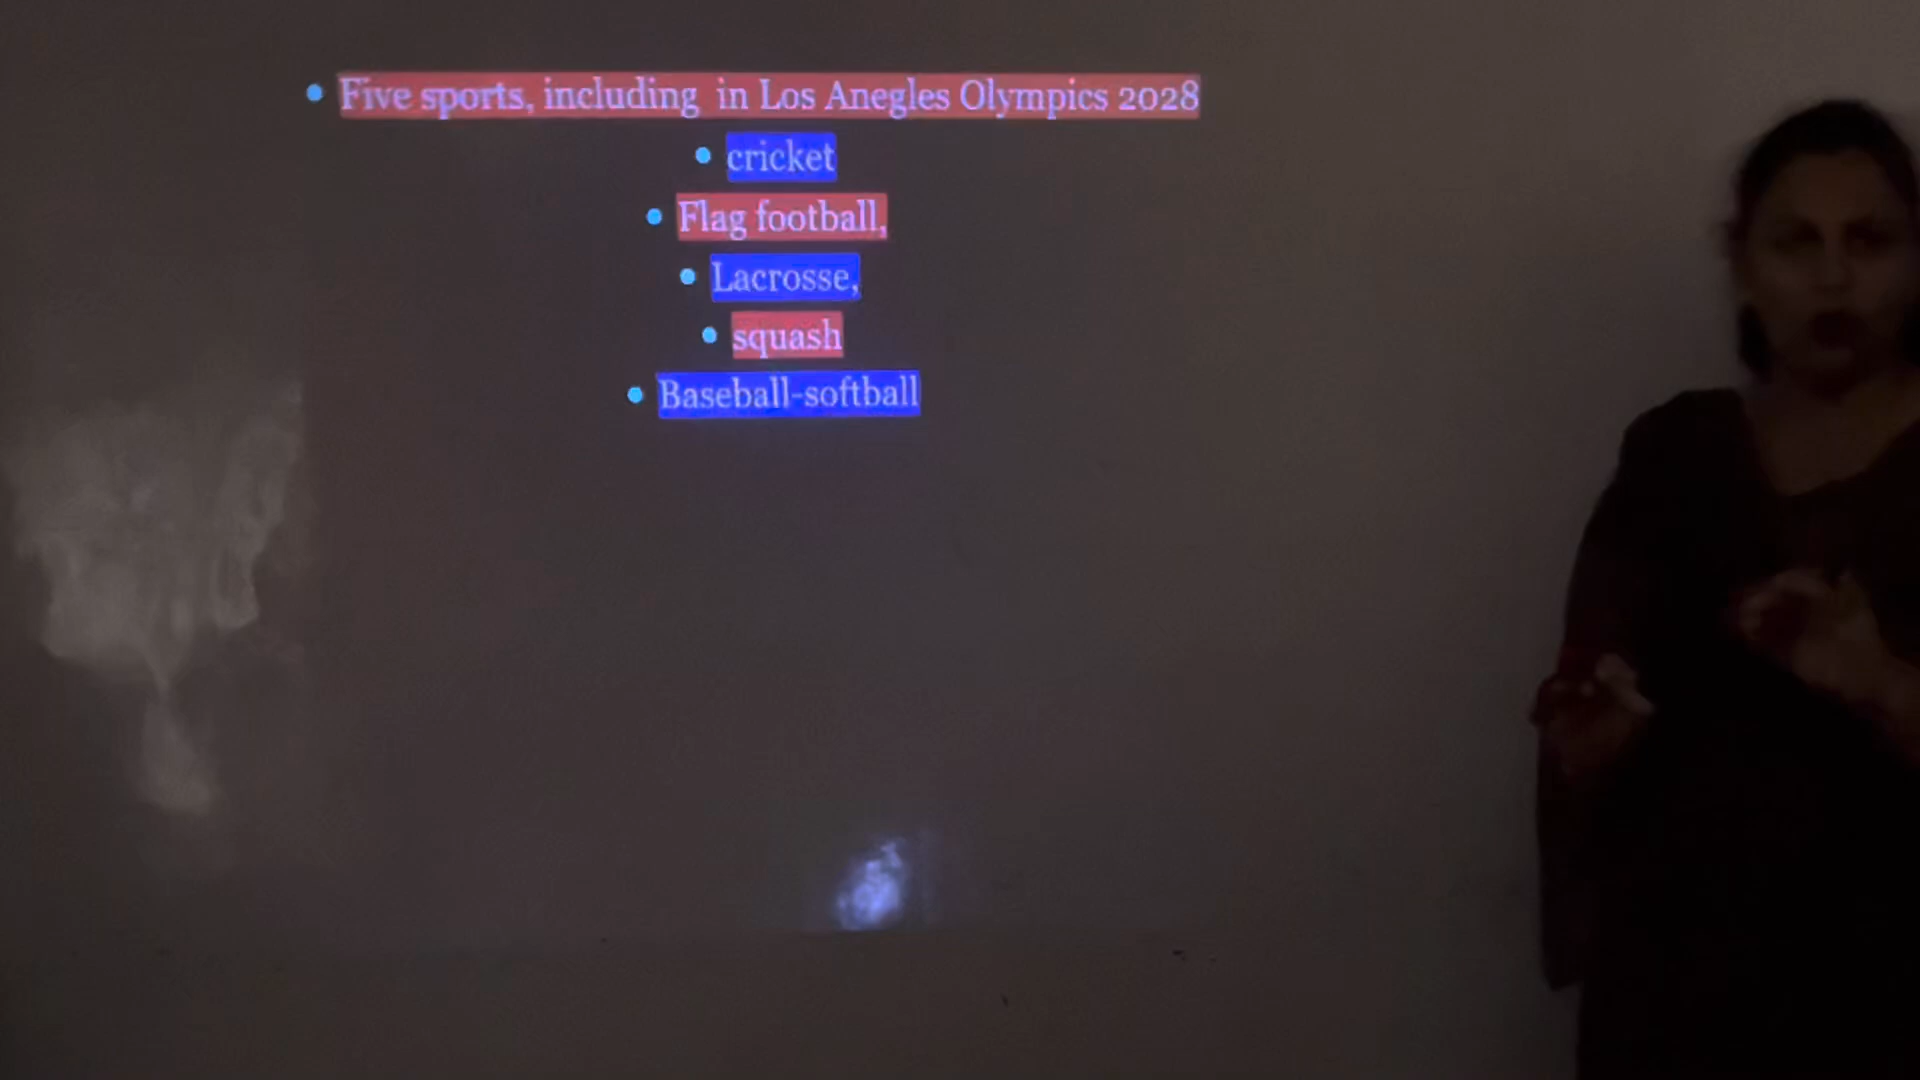 Five sports, including in Los Anegles Olympics 2028
cricket
Flag football,
Lacrosse,
squash
Baseball-softball